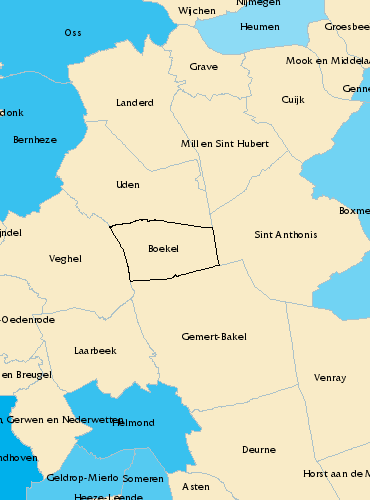 Nijmegen
Wijchen
Heumen
Groesbee
Oss
Grave
Mook en Middela
Genne
Landerd
Cuijk
donk
Bernheze
Mill en Sint Hubert
Uden
Boxme
Sint Anthonis
ijndel
Boekel
Veghel
-Oedenrode
Gemert-Bakel
Laarbeek
en Breugel
Venray
n Gerwen en Nederwetten
Helmond
Deurne
ndhoven
Geldrop-Mierlo
Someren
Horst aan de M
Asten
Heeze-Leende